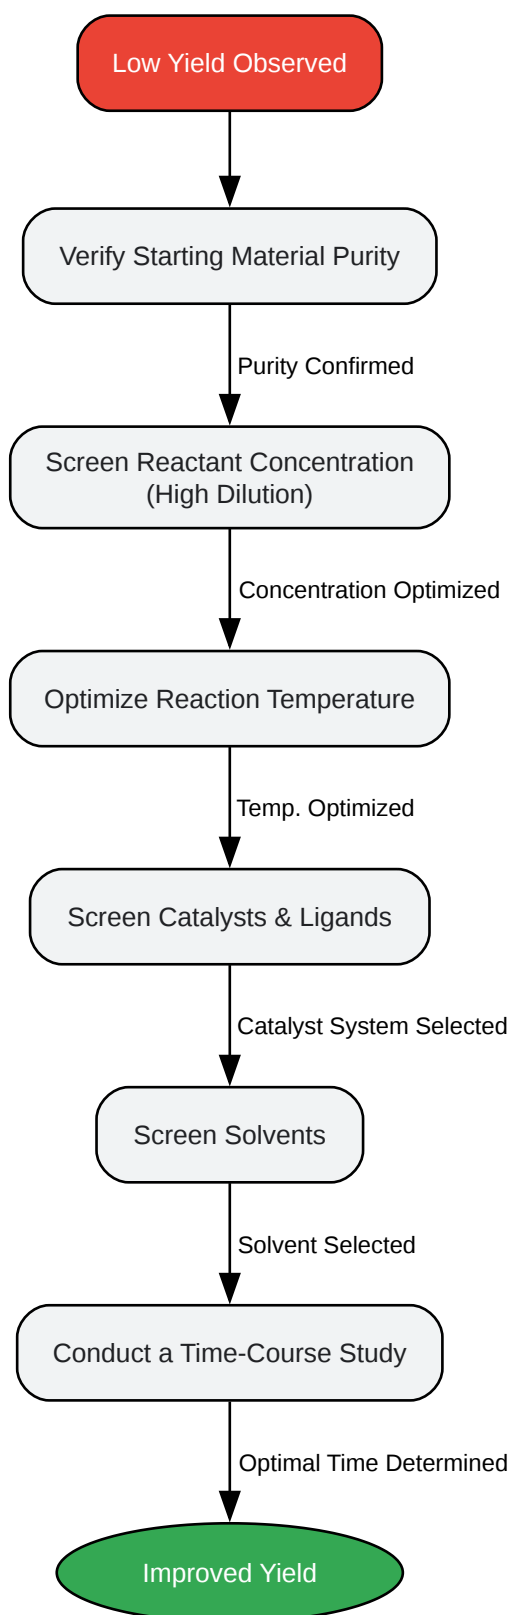 Low Yield Observed
Verify Starting Material Purity
Purity Confirmed
Screen Reactant Concentration
(High Dilution)
Concentration Optimized
Optimize Reaction Temperature
Temp. Optimized
Screen Catalysts & Ligands
Catalyst System Selected
Screen Solvents
Solvent Selected
Conduct a Time-Course Study
Optimal Time Determined
Improved Yield